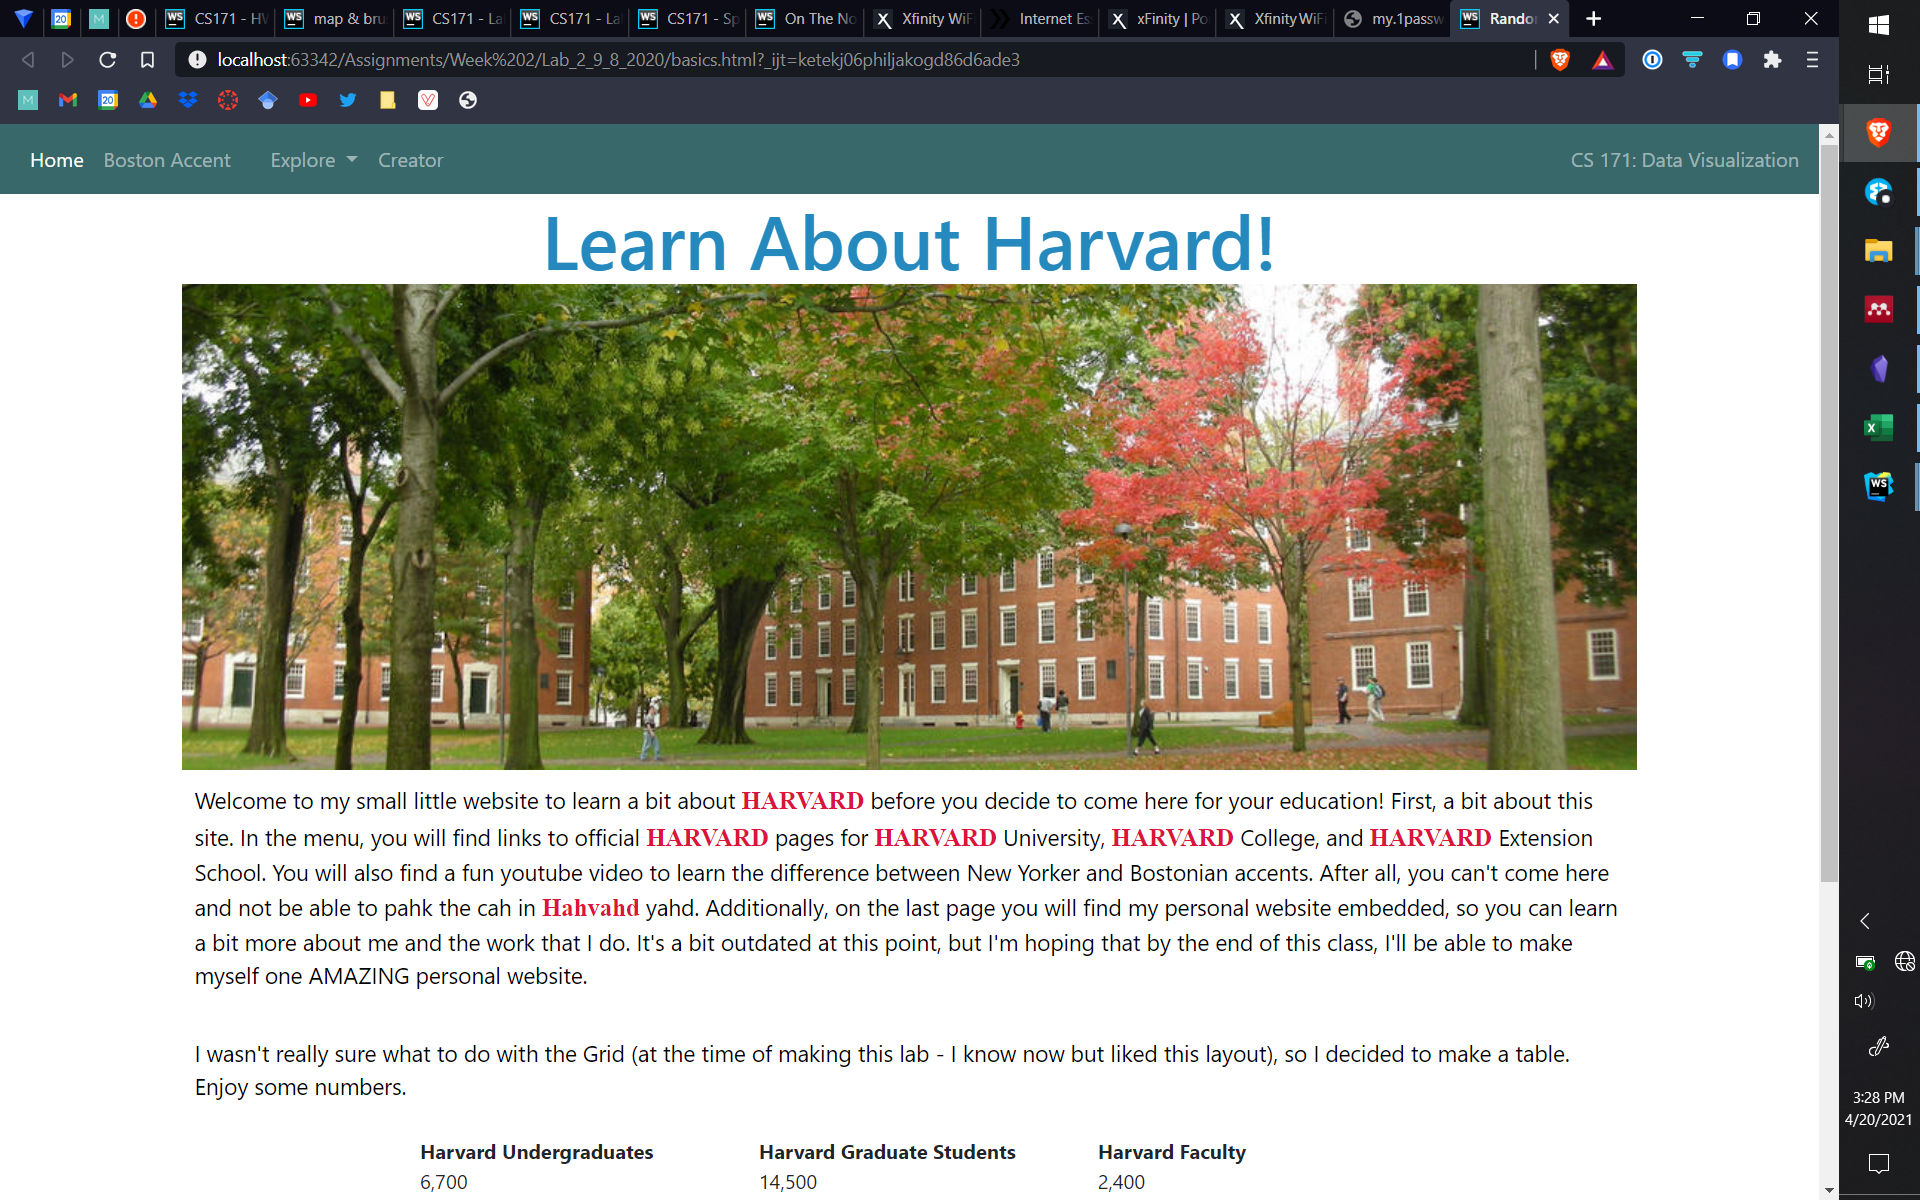 CS171 - HW
map & bru
CS171 - La
CS171 - La
CS171 - Sp
On The No
Xfinity WiFi
Internet Es
xFinity | Po
Xfinity WiFi
my.1passw
Random
localhost:63342/Assignments/Week%202/Lab_2_9_8_2020/basics.html?_ijt=ketekj06philjakogd86d6ade3
Home Boston Accent Explore Creator CS 171: Data Visualization
Learn About Harvard!
Welcome to my small little website to learn a bit about HARVARD before you decide to come here for your education! First, a bit about this
site. In the menu, you will find links to official HARVARD pages for HARVARD University, HARVARD College, and HARVARD Extension
School. You will also find a fun youtube video to learn the difference between New Yorker and Bostonian accents. After all, you can't come here
and not be able to pahk the cah in Hahvahd yahd. Additionally, on the last page you will find my personal website embedded, so you can learn
a bit more about me and the work that I do. It's a bit outdated at this point, but I'm hoping that by the end of this class, I'll be able to make
myself one AMAZING personal website.
I wasn't really sure what to do with the Grid (at the time of making this lab - I know now but liked this layout), so I decided to make a table.
Enjoy some numbers.
Harvard Undergraduates Harvard Graduate Students Harvard Faculty
6,700 14,500 2,400
3:28 PM
4/20/2021